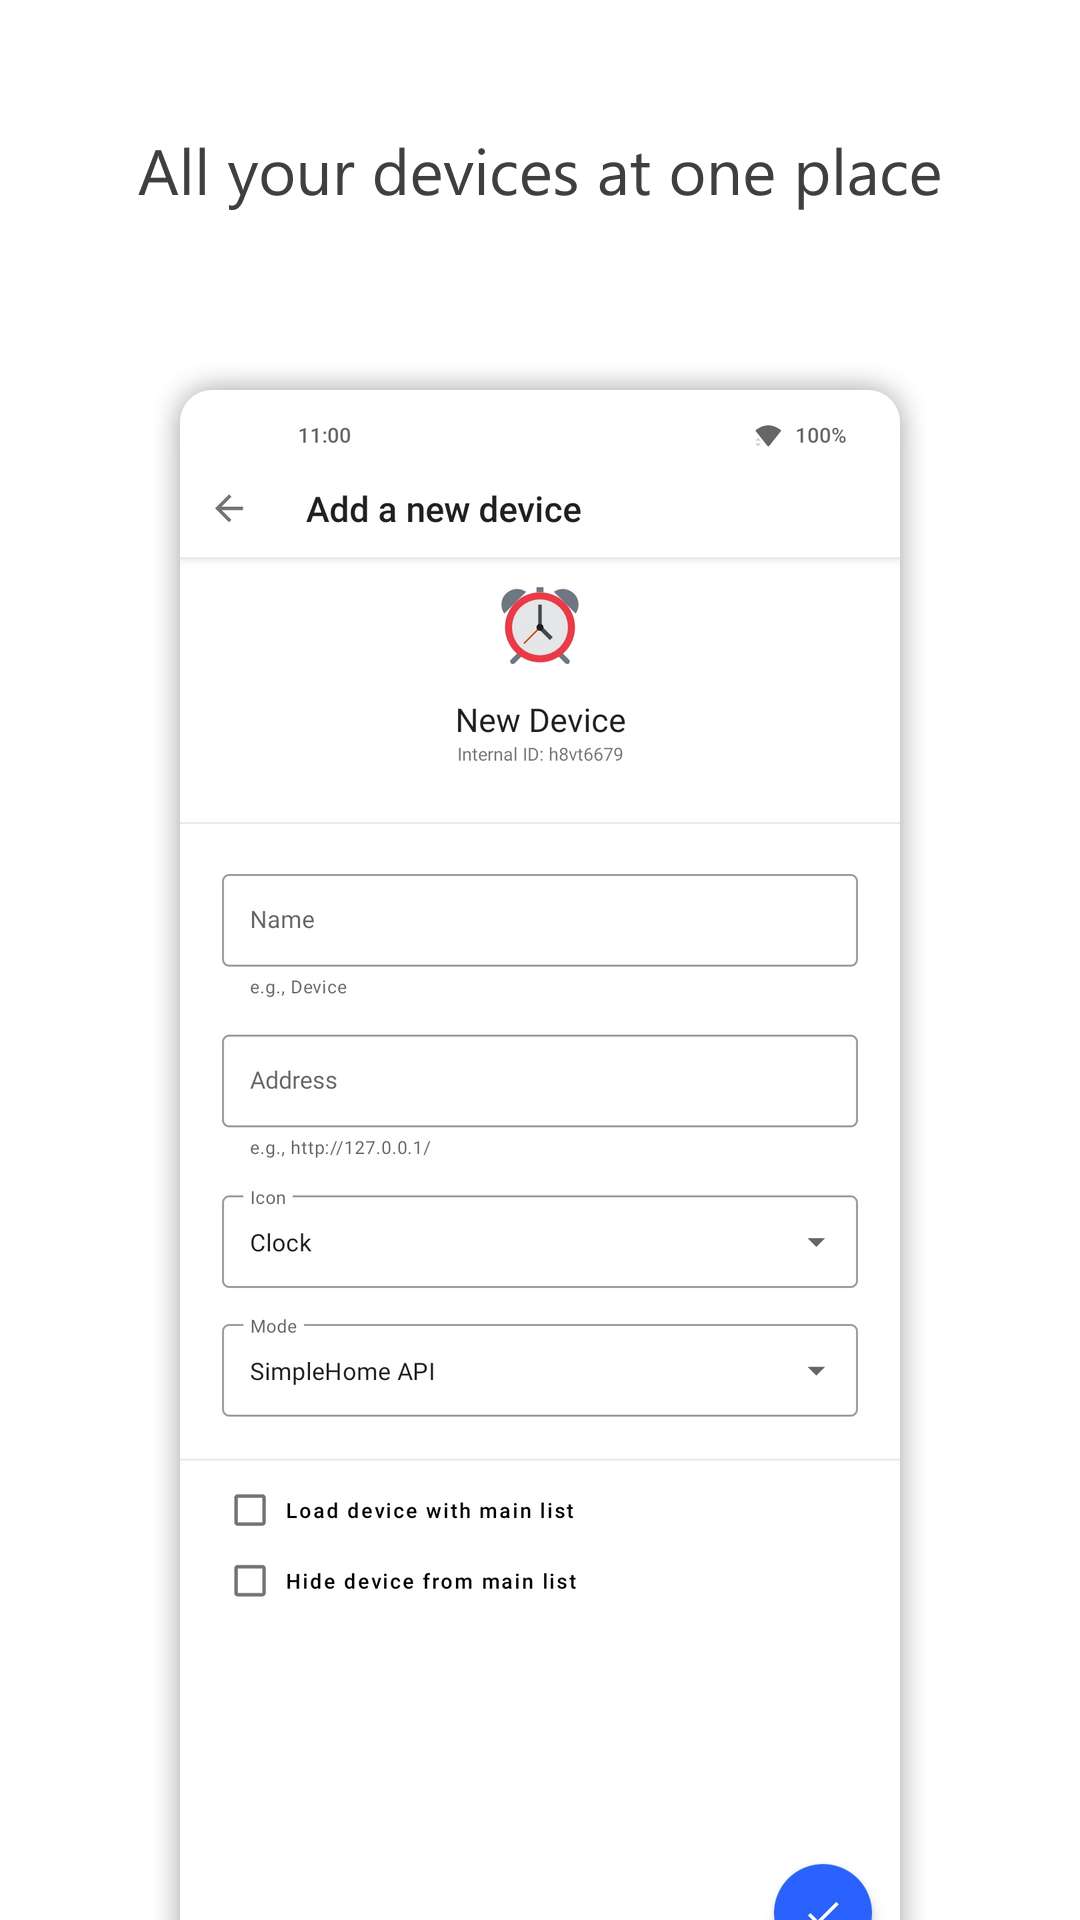 All your devices at one place
11:00 100%
Add a new device
New Device
Internal ID: h8vt6679
Name
e.g., Device
Address
e.g., http://127.0.0.1/
Icon
Clock
Mode
SimpleHome API
Load device with main list
Hide device from main list